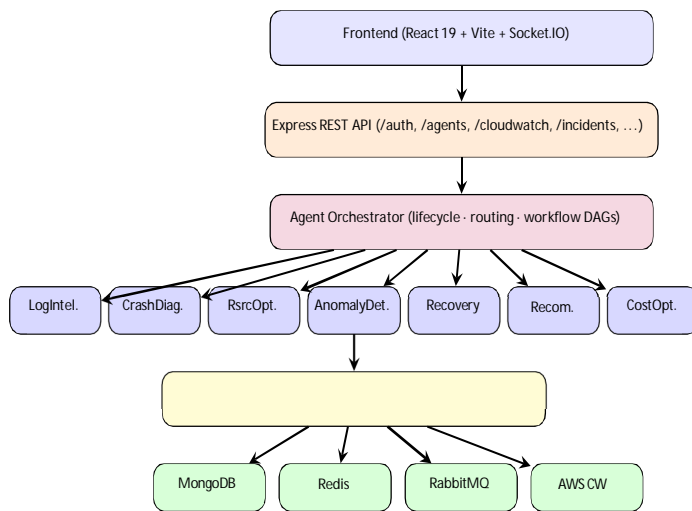 Frontend (React 19 + Vite + Socket.IO)
Express REST API (/auth, /agents, /cloudwatch, /incidents, …)
Agent Orchestrator (lifecycle · routing · workflow DAGs)
LogIntel. CrashDiag. RsrcOpt. AnomalyDet. Recovery Recom. CostOpt.
MongoDB Redis RabbitMQ AWS CW